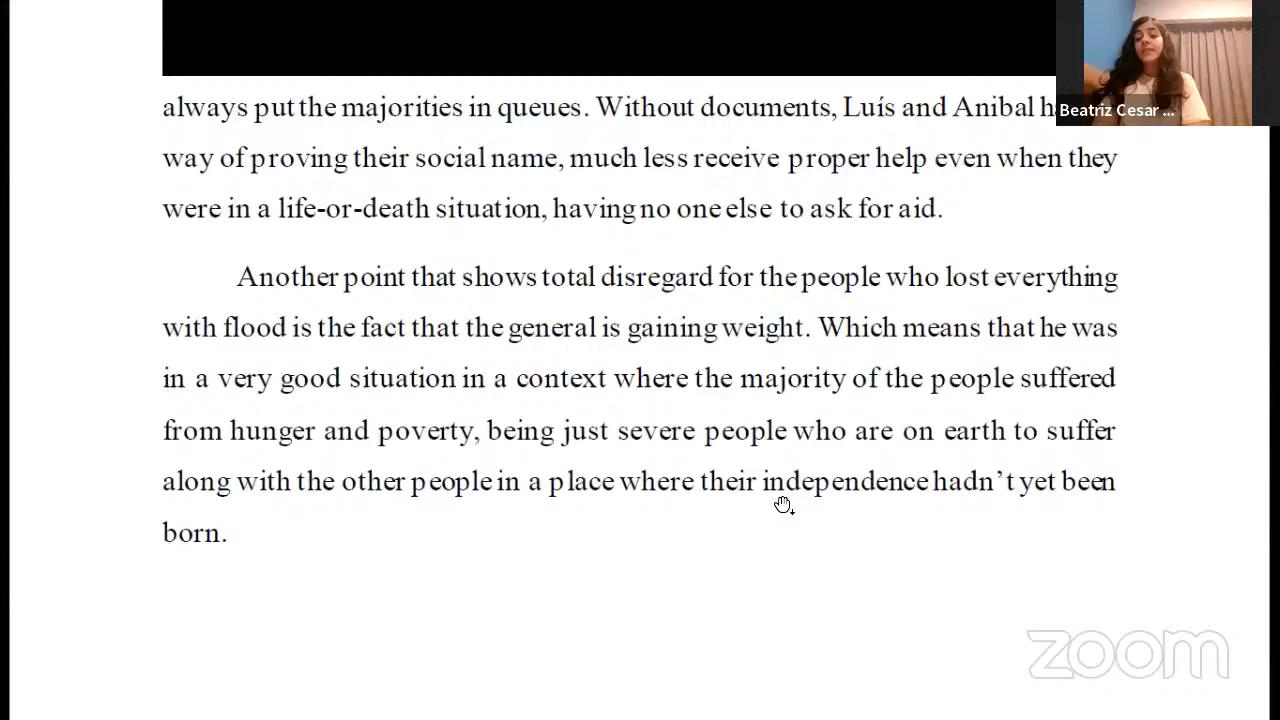 always put the majorities in queues. Without documents, Luís and Anibal
Beatriz Cesar ...
way of proving their social name, much less receive proper help even when they
were in a life-or-death situation, having no one else to ask for aid.
Another point that shows total disregard for the people who lost everything
with flood is the fact that the general is gaining weight. Which means that he was
in a very good situation in a context where the majority of the people suffered
from hunger and poverty, being just severe people who are on earth to suffer
along with the other people in a place where their independence hadn't yet been
born.
zoom